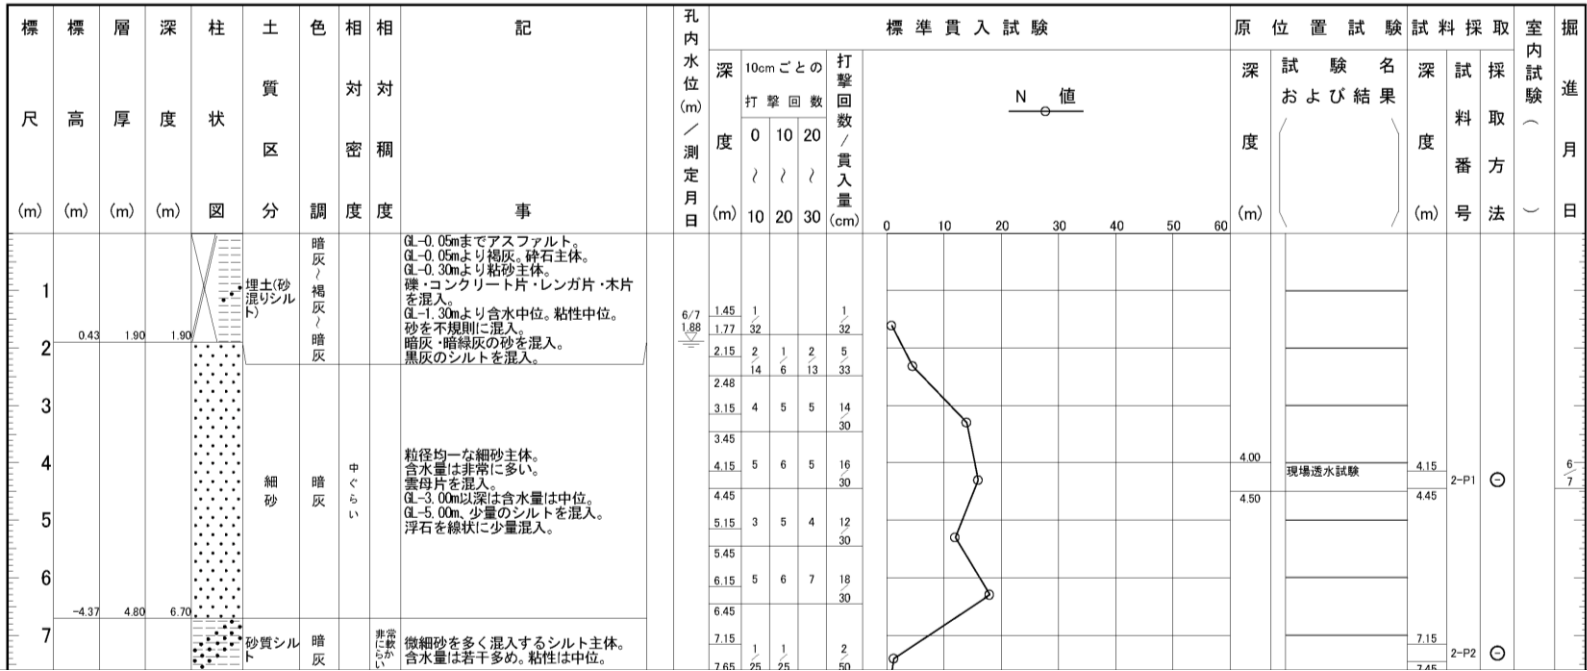 標尺(m)
標高(m)
層厚(m)
深度(m)
柱状図
土質区分
色調
相対密度
相対稠度
記事
孔内水位(m)/測定月日
標準貫入試験
深度(m)
10cmごとの
打撃回数
0 10 20
~ ~ ~
10 20 30
打撃回数/貫入量(cm)
N 値
0 10 20 30 40 50 60
原位置試験
深度(m)
試験名
および結果
試料採取
深度(m)
試料番号
採取方法
室内試験( )
掘進月日
1
0.43 1.90 1.90
埋土(砂
混りシル
ト)
暗灰~褐灰~暗灰
GL-0.05mまでアスファルト。
GL-0.05mより褐灰。砕石主体。
GL-0.30mより粘砂主体。
礫・コンクリート片・レンガ片・木片
を混入。
GL-1.30mより含水中位。粘性中位。
砂を不規則に混入。
暗灰・暗緑灰の砂を混入。
黒灰のシルトを混入。
6/7
1.88
1.45 1/32 1/32
1.77
2
2.15 2/14 1/6 2/13 5/33
2.48
3
3.15 4 5 5 14/30
3.45
4
4.15 5 6 5 16/30
4.45
5
5.15 3 5 4 12/30
5.45
6
6.15 5 6 7 18/30
6.45
-4.37 4.80 6.70
細砂
暗灰
中ぐらい
粒径均一な細砂主体。
含水量は非常に多い。
雲母片を混入。
GL-3.00m以深は含水量は中位。
GL-5.00m、少量のシルトを混入。
浮石を線状に少量混入。
4.00
現場透水試験
4.50
4.15
2-P1
4.45
6/7
7
砂質シル
ト
暗灰
非常に軟らかい
微細砂を多く混入するシルト主体。
含水量は若干多め。粘性は中位。
7.15 1/25 1/25 2/50
7.65
7.15
2-P2
7.45